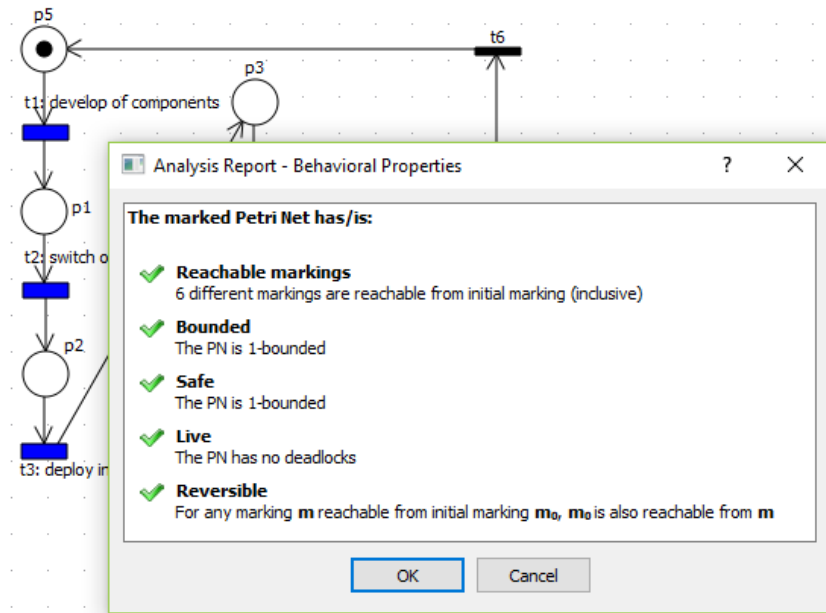 p5
t6
p3
t1: develop of components
Analysis Report - Behavioral Properties
?
The marked Petri Net has/is:
p1
Reachable markings
t2: switch o
6 different markings are reachable from initial marking (inclusive)
Bounded
The PN is 1-bounded
p2
Safe
The PN is 1-bounded
Live
The PN has no deadlocks
t3: deploy in
Reversible
For any marking m reachable from initial marking m₀, m₀ is also reachable from m
OK
Cancel